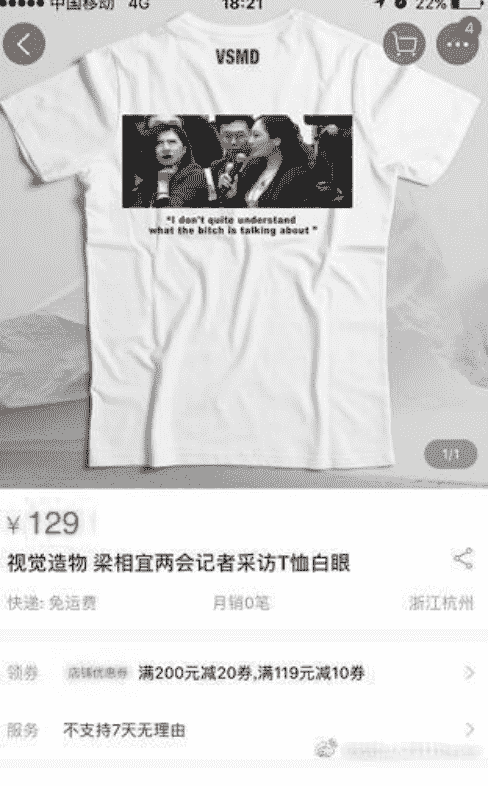 中国移动 4G 18:21 22%
4
VSMD
"I don't quite understand
what the bitch is talking about "
1/1
¥ 129
视觉造物 梁相宜两会记者采访T恤白眼
快递: 免运费 月销0笔 浙江杭州
领券 店铺优惠券 满200元减20券,满119元减10券
服务 不支持7天无理由